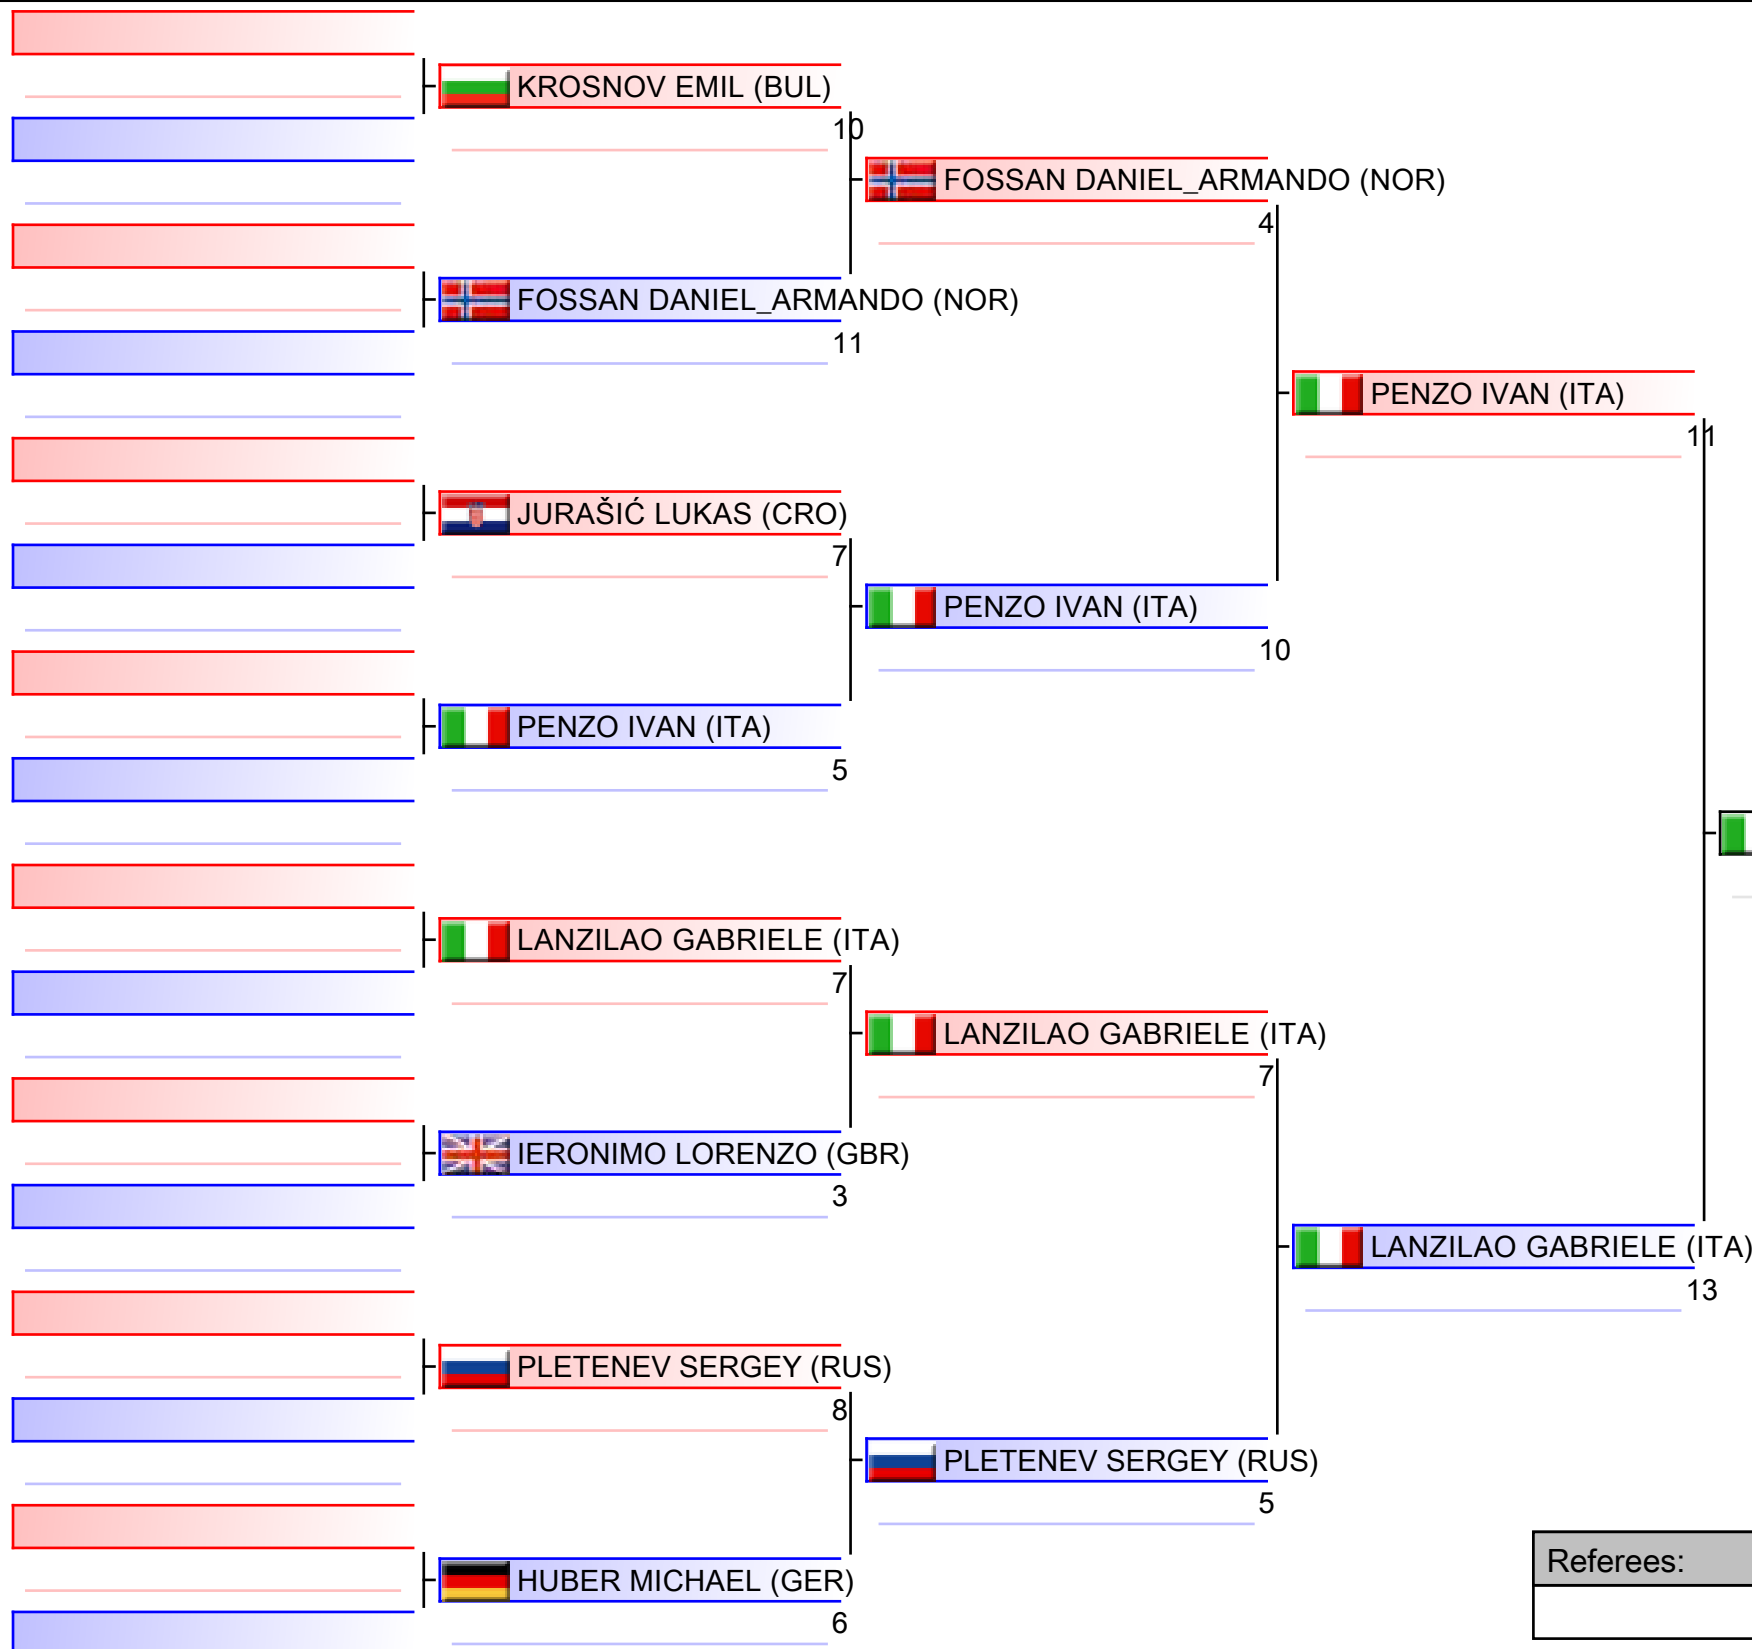 KROSNOV EMIL (BUL)
10
FOSSAN DANIEL_ARMANDO (NOR)
4
FOSSAN DANIEL_ARMANDO (NOR)
11
PENZO IVAN (ITA)
11
JURAŠIĆ LUKAS (CRO)
7
PENZO IVAN (ITA)
10
PENZO IVAN (ITA)
5
LANZILAO GABRIELE (ITA)
7
LANZILAO GABRIELE (ITA)
7
IERONIMO LORENZO (GBR)
3
LANZILAO GABRIELE (ITA)
13
PLETENEV SERGEY (RUS)
8
PLETENEV SERGEY (RUS)
5
HUBER MICHAEL (GER)
6
Referees: